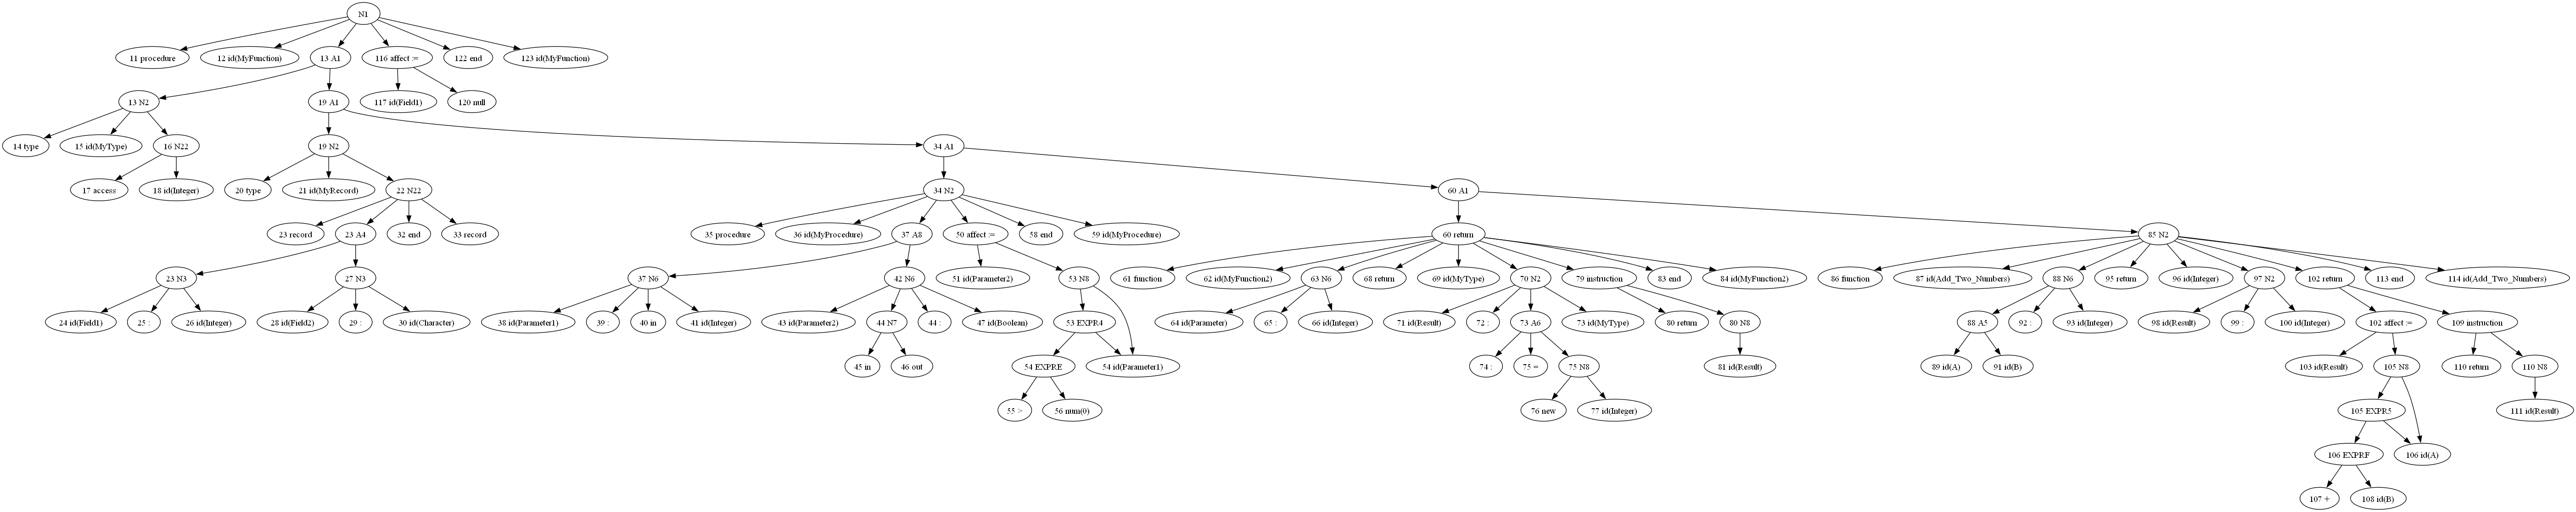 N1
11 procedure
12 id(MyFunction)
13 A1
116 affect :=
122 end
123 id(MyFunction)
13 N2
19 A1
117 id(Field1)
120 null
14 type
15 id(MyType)
16 N22
19 N2
34 A1
17 access
18 id(Integer)
20 type
21 id(MyRecord)
22 N22
34 N2
60 A1
23 record
23 A4
32 end
33 record
35 procedure
36 id(MyProcedure)
37 A8
50 affect :=
58 end
59 id(MyProcedure)
60 return
85 N2
23 N3
27 N3
37 N6
42 N6
51 id(Parameter2)
53 N8
61 function
62 id(MyFunction2)
63 N6
68 return
69 id(MyType)
70 N2
79 instruction
83 end
84 id(MyFunction2)
86 function
87 id(Add_Two_Numbers)
88 N6
95 return
96 id(Integer)
97 N2
102 return
113 end
114 id(Add_Two_Numbers)
24 id(Field1)
25 :
26 id(Integer)
28 id(Field2)
29 :
30 id(Character)
38 id(Parameter1)
39 :
40 in
41 id(Integer)
43 id(Parameter2)
44 N7
44 :
47 id(Boolean)
53 EXPR4
64 id(Parameter)
65 :
66 id(Integer)
71 id(Result)
72 :
73 A6
73 id(MyType)
80 return
80 N8
88 A5
92 :
93 id(Integer)
98 id(Result)
99 :
100 id(Integer)
102 affect :=
109 instruction
45 in
46 out
54 EXPRE
54 id(Parameter1)
74 :
75 =
75 N8
81 id(Result)
89 id(A)
91 id(B)
103 id(Result)
105 N8
110 return
110 N8
55 >
56 num(0)
76 new
77 id(Integer)
105 EXPR5
111 id(Result)
106 EXPRF
106 id(A)
107 +
108 id(B)